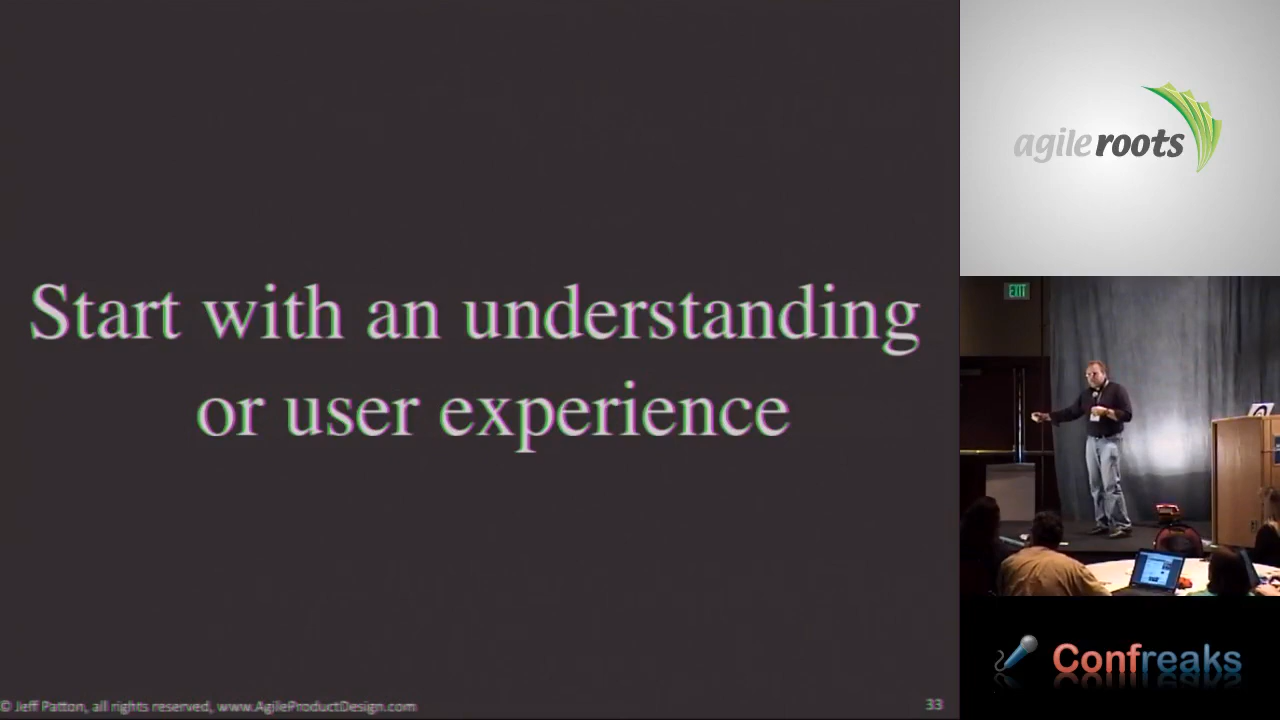 Start with an understanding
or user experience
© Jeff Patton, all rights reserved, www.AgileProductDesign.com
33
agile roots
EXIT
Confreaks